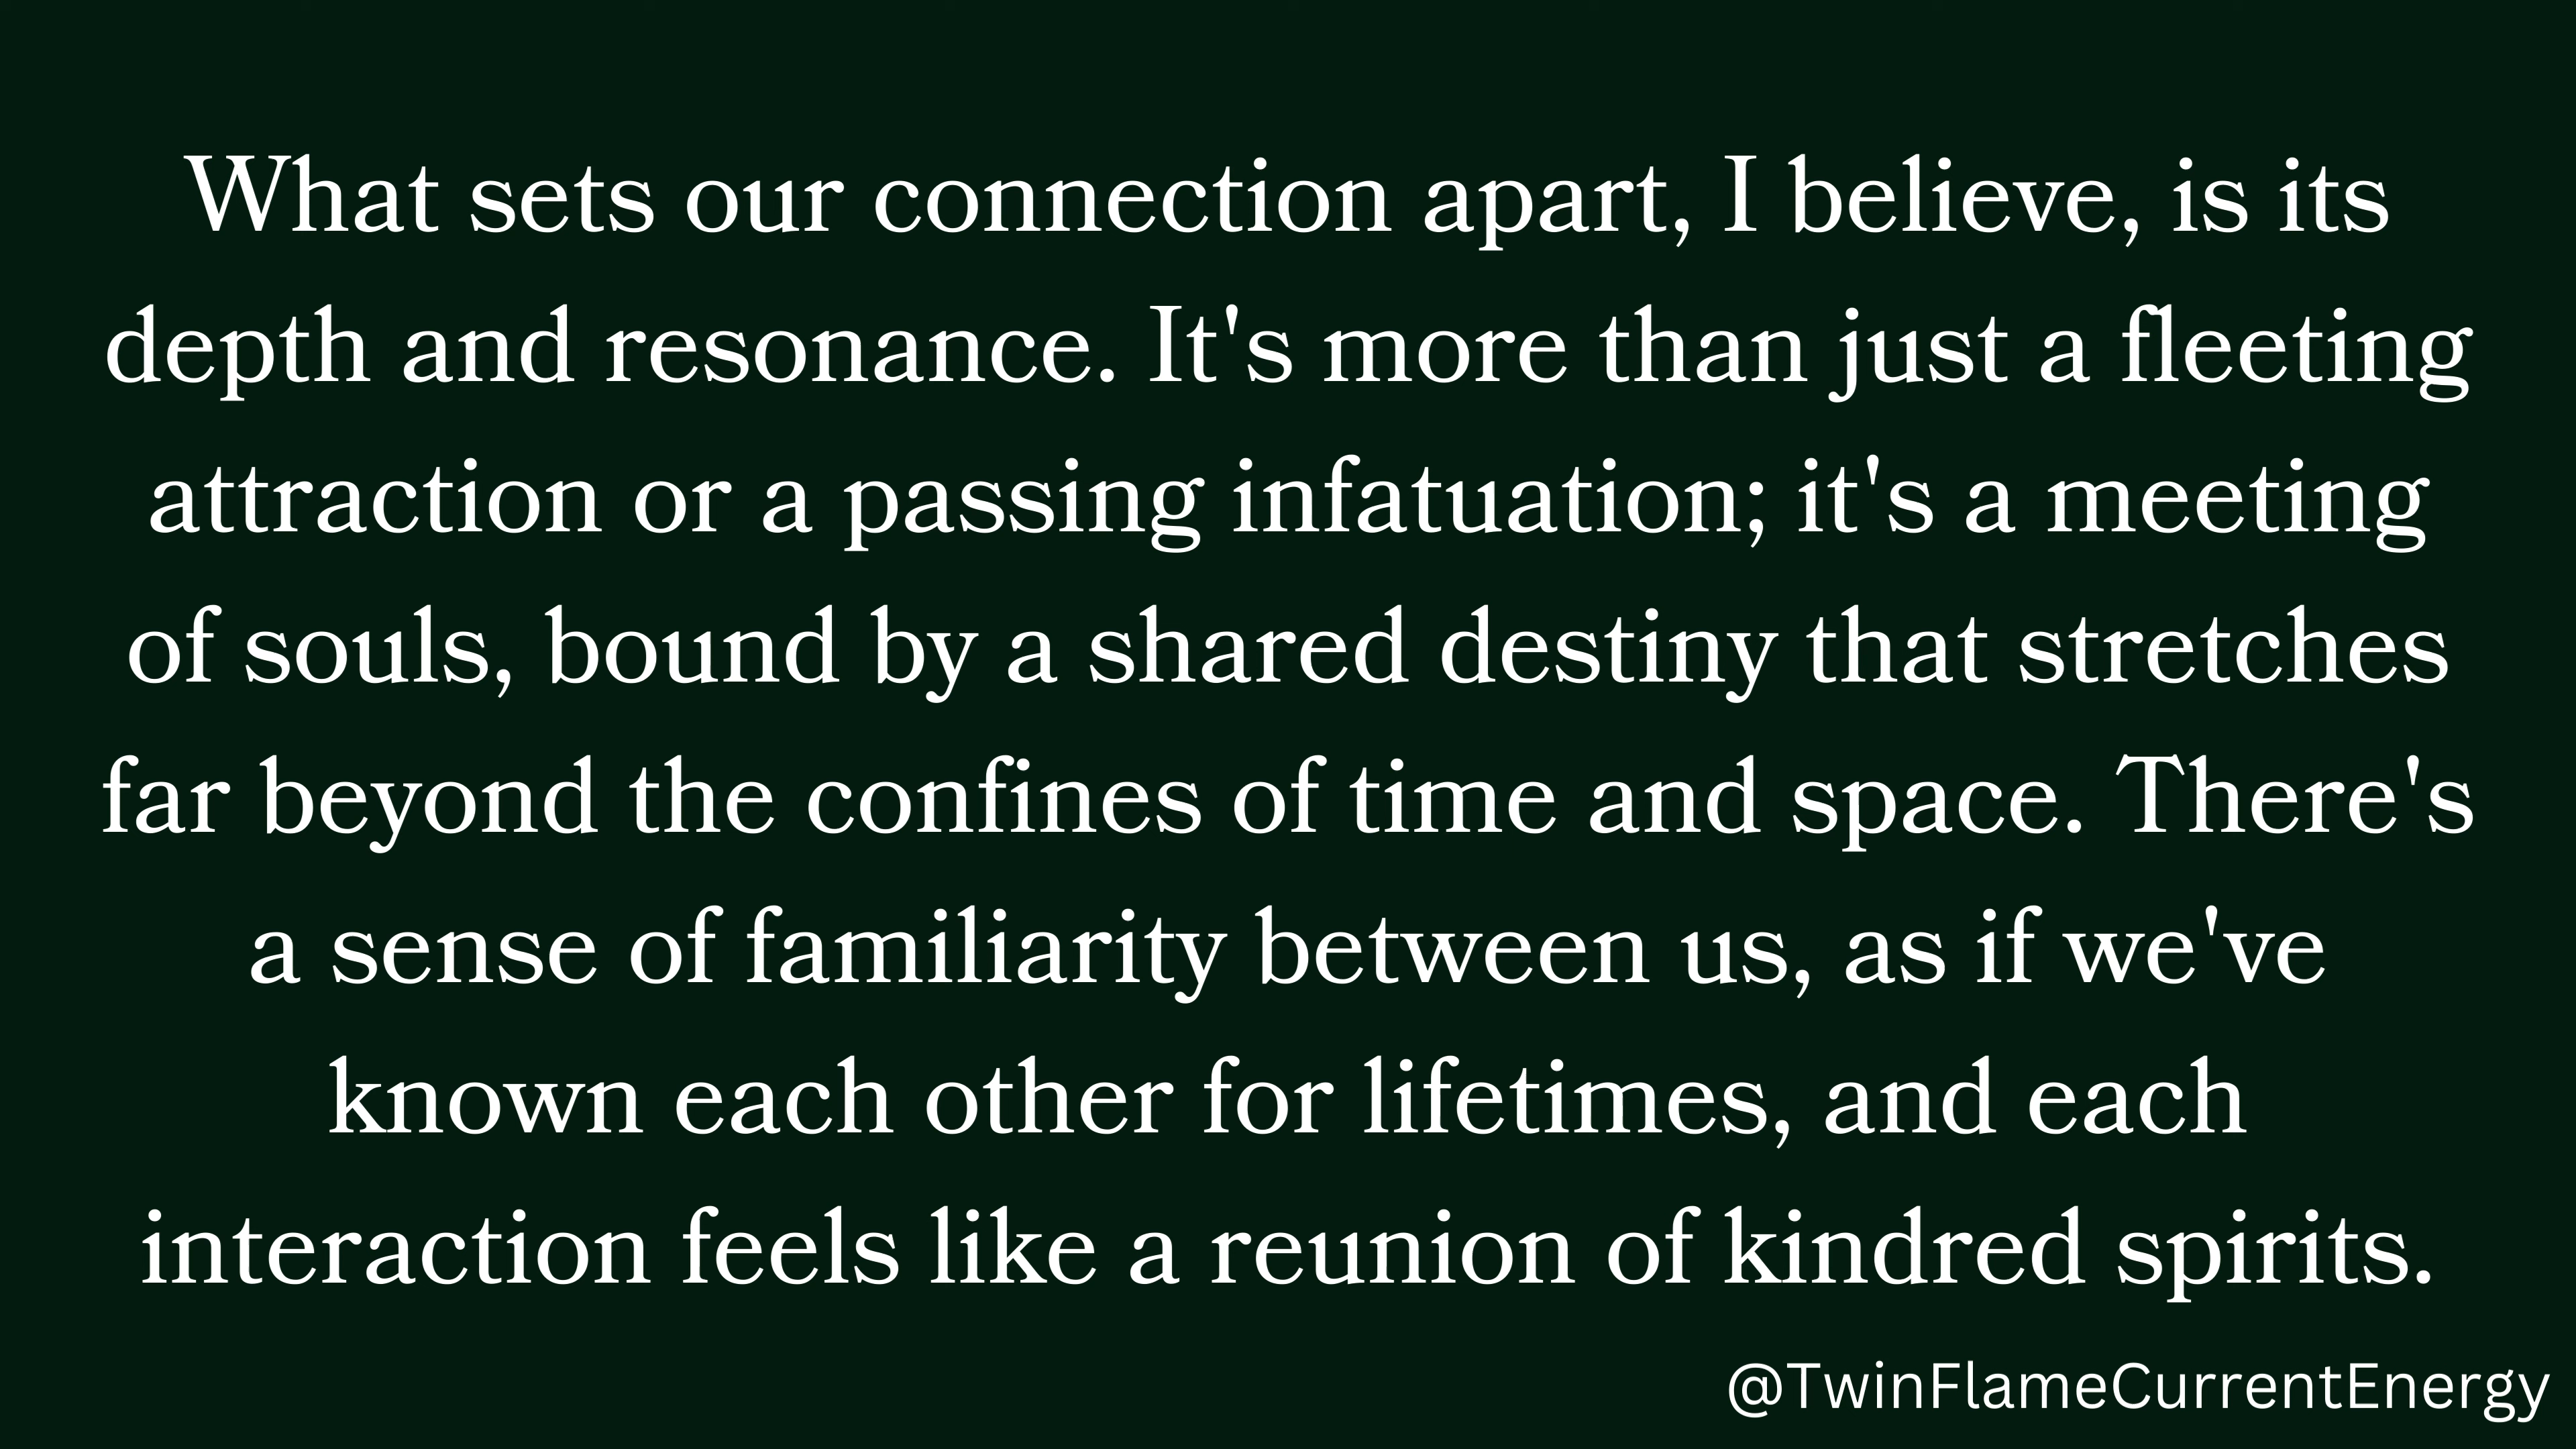 What sets our connection apart, I believe, is its
depth and resonance. It's more than just a fleeting
attraction or a passing infatuation; it's a meeting
of souls, bound by a shared destiny that stretches
far beyond the confines of time and space. There's
a sense of familiarity between us, as if we've
known each other for lifetimes, and each
interaction feels like a reunion of kindred spirits.
@TwinFlameCurrentEnergy